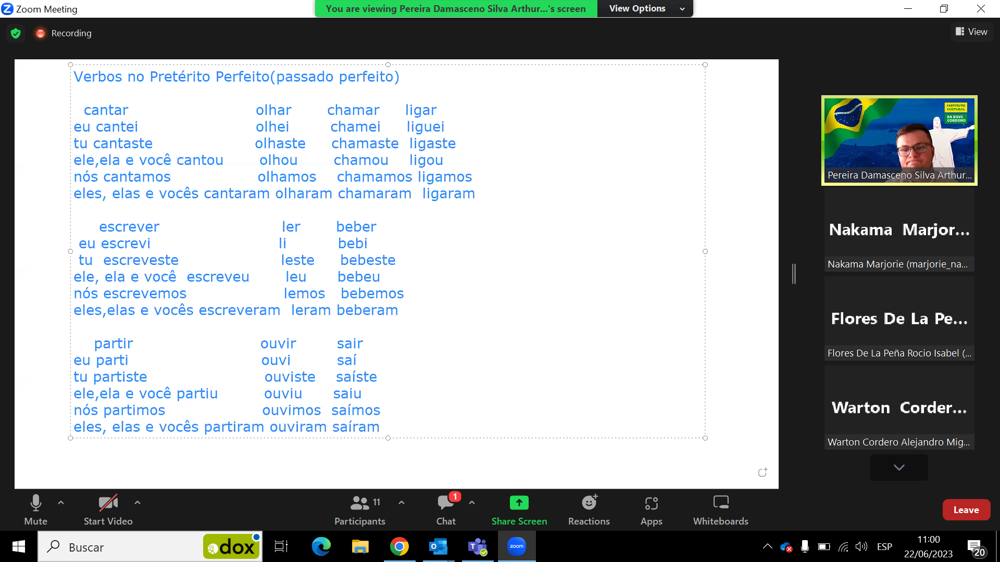 Zoom Meeting
You are viewing Pereira Damasceno Silva Arthur...'s screen
View Options
Recording
View
Verbos no Pretérito Perfeito(passado perfeito)
cantar olhar chamar ligar
eu cantei olhei chamei liguei
tu cantaste olhaste chamaste ligaste
ele,ela e você cantou olhou chamou ligou
nós cantamos olhamos chamamos ligamos
eles, elas e vocês cantaram olharam chamaram ligaram
escrever ler beber
eu escrevi li bebi
tu escreveste leste bebeste
ele, ela e você escreveu leu bebeu
nós escrevemos lemos bebemos
eles,elas e vocês escreveram leram beberam
partir ouvir sair
eu parti ouvi saí
tu partiste ouviste saíste
ele,ela e você partiu ouviu saiu
nós partimos ouvimos saímos
eles, elas e vocês partiram ouviram saíram
INSTITUTO
CULTURAL
DA SILVA
CORDEIRO
Pereira Damasceno Silva Arthur...
Nakama Marjor...
Nakama Marjorie (marjorie_na...
Flores De La Pe...
Flores De La Peña Rocio Isabel (...
Warton Corder...
Warton Cordero Alejandro Mig...
Mute
Start Video
11
Participants
1
Chat
Share Screen
Reactions
Apps
Whiteboards
Leave
Buscar
dox
zoom
ESP
11:00
22/06/2023
20